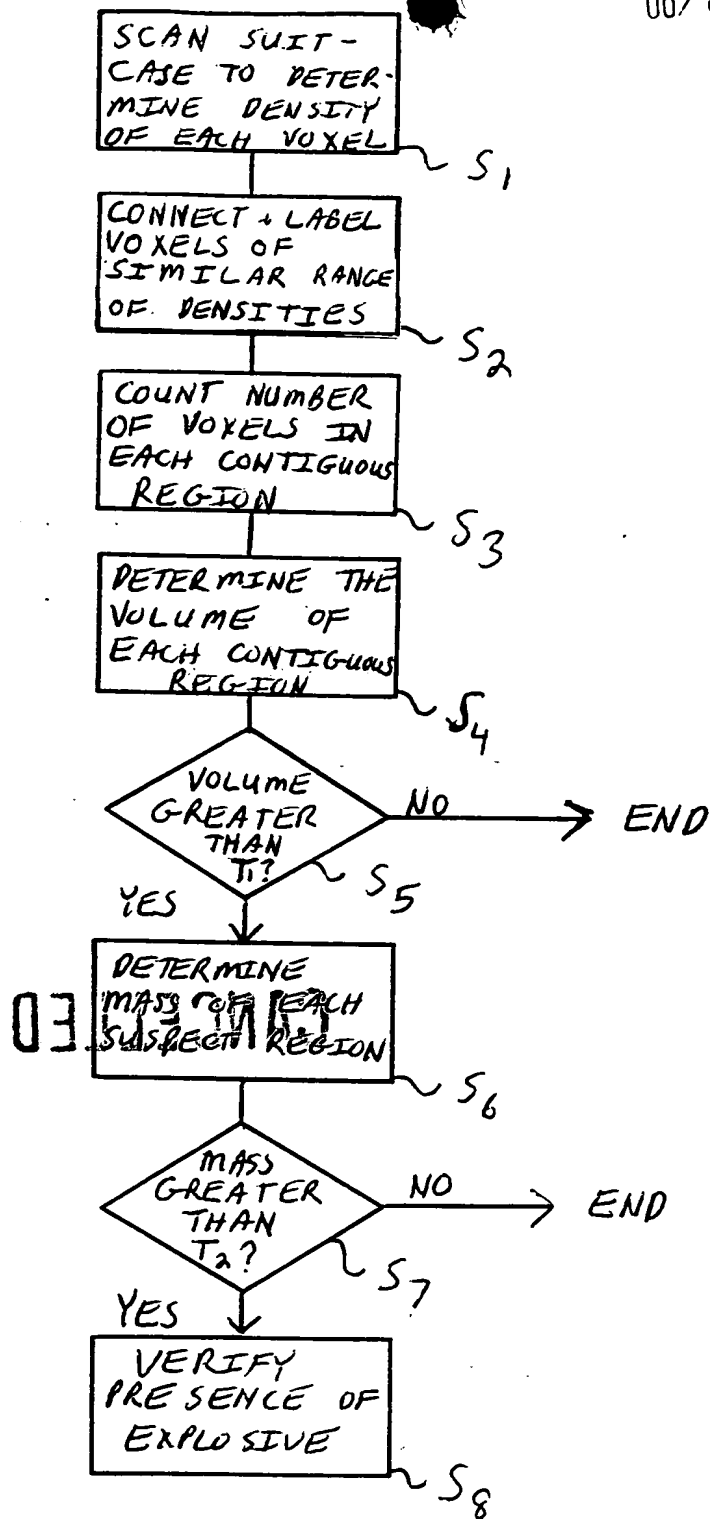 SCAN SUIT-
CASE TO DETER-
MINE DENSITY
OF EACH VOXEL
S1
CONNECT + LABEL
VOXELS OF
SIMILAR RANGE
OF DENSITIES
S2
COUNT NUMBER
OF VOXELS IN
EACH CONTIGUOUS
REGION
S3
DETERMINE THE
VOLUME OF
EACH CONTIGUOUS
REGION
S4
VOLUME
GREATER
THAN
T1?
NO
END
S5
YES
DETERMINE
MASS OF EACH
SUSPECT REGION
S6
MASS
GREATER
THAN
T2?
NO
END
S7
YES
VERIFY
PRESENCE OF
EXPLOSIVE
S8